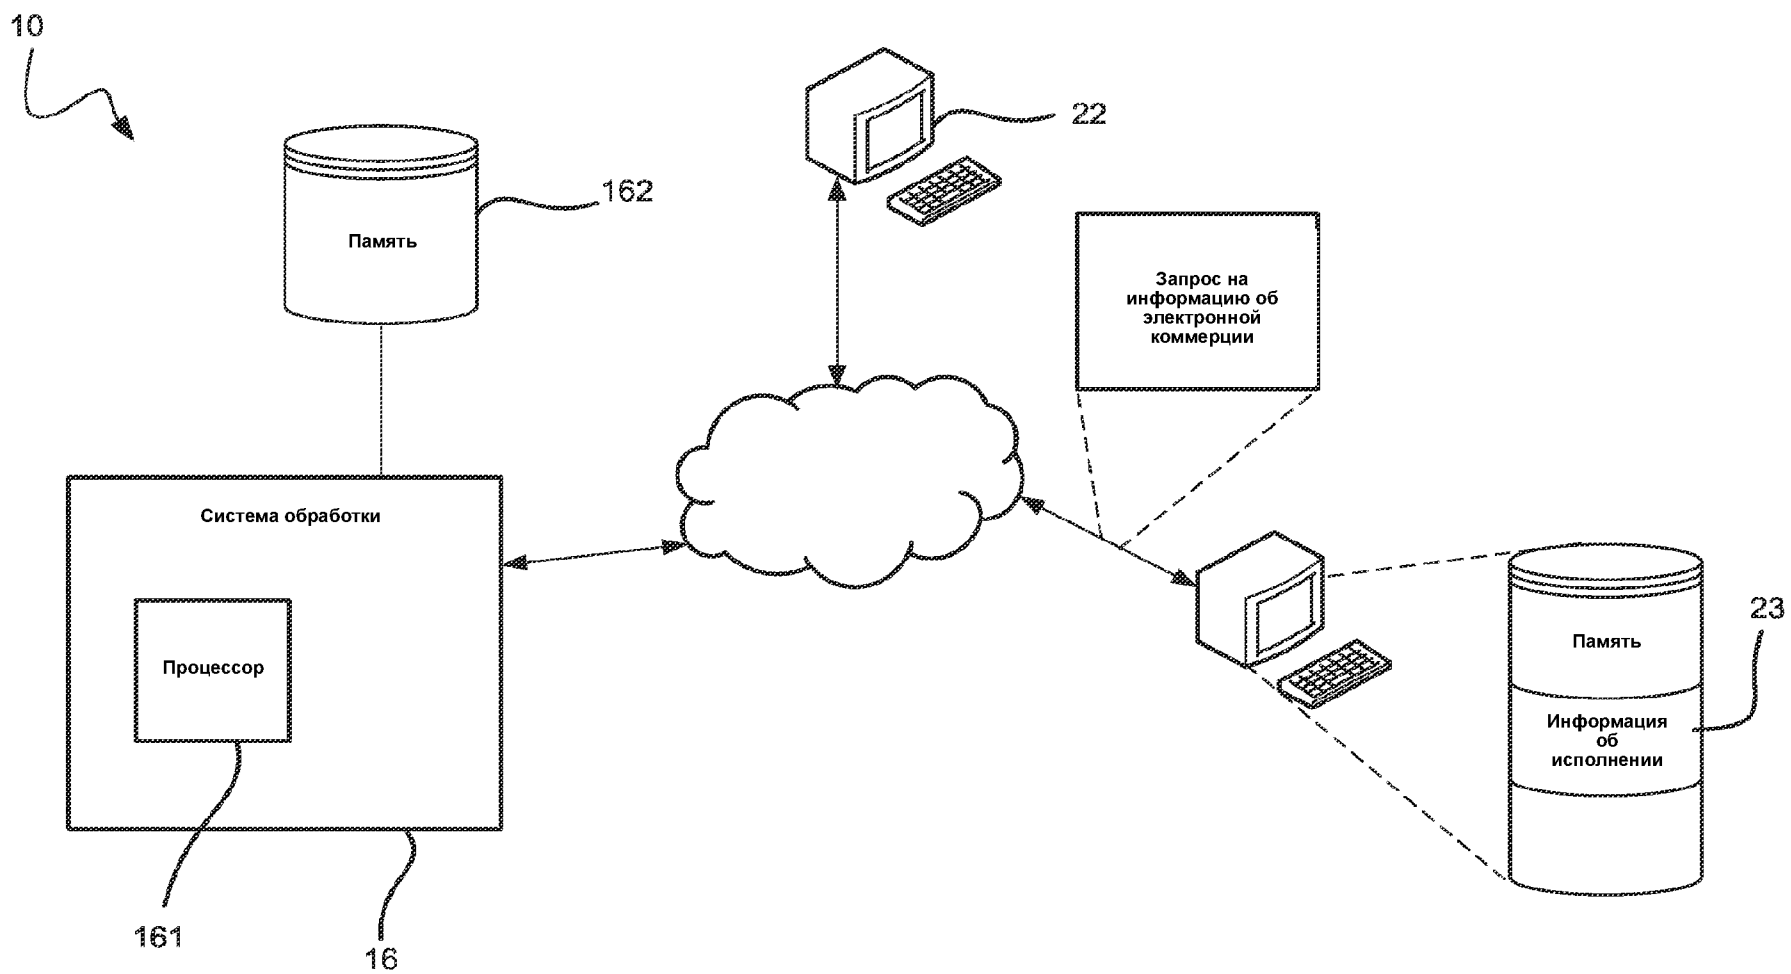 10
22
162
Память
Запрос на
информацию об
электронной
коммерции
Система обработки
Процессор
23
Память
Информация
об
исполнении
161
16